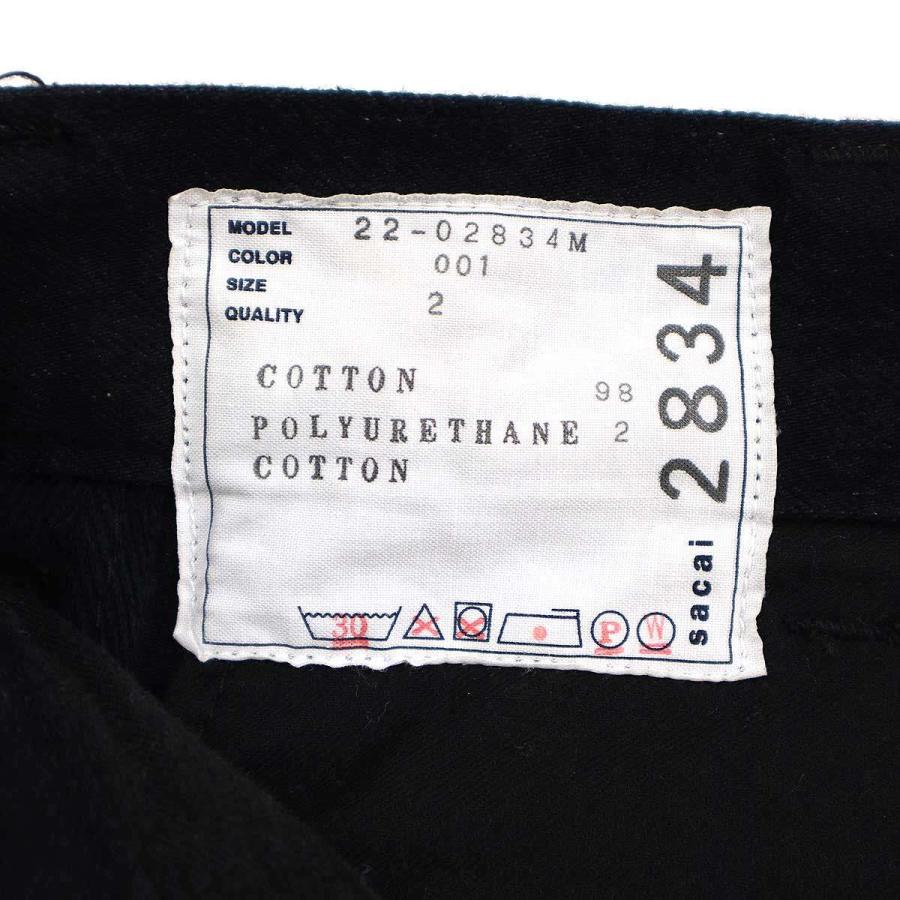 MODEL 22-02834M
COLOR 001
SIZE 2
QUALITY
COTTON 98
POLYURETHANE 2
COTTON
30 P W
sacai 2834